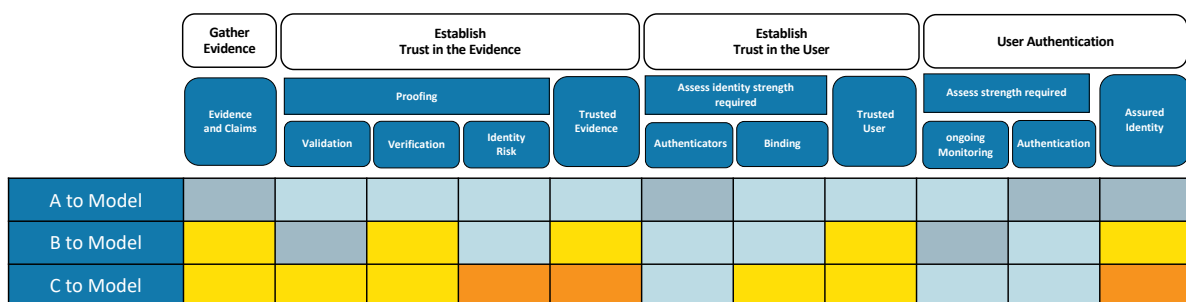 Gather
Evidence
Establish
Trust in the Evidence
Establish
Trust in the User
User Authentication
Evidence
and Claims
Proofing
Validation
Verification
Identity
Risk
Trusted
Evidence
Assess identity strength
required
Authenticators
Binding
Trusted
User
Assess strength required
ongoing
Monitoring
Authentication
Assured
Identity
A to Model
B to Model
C to Model